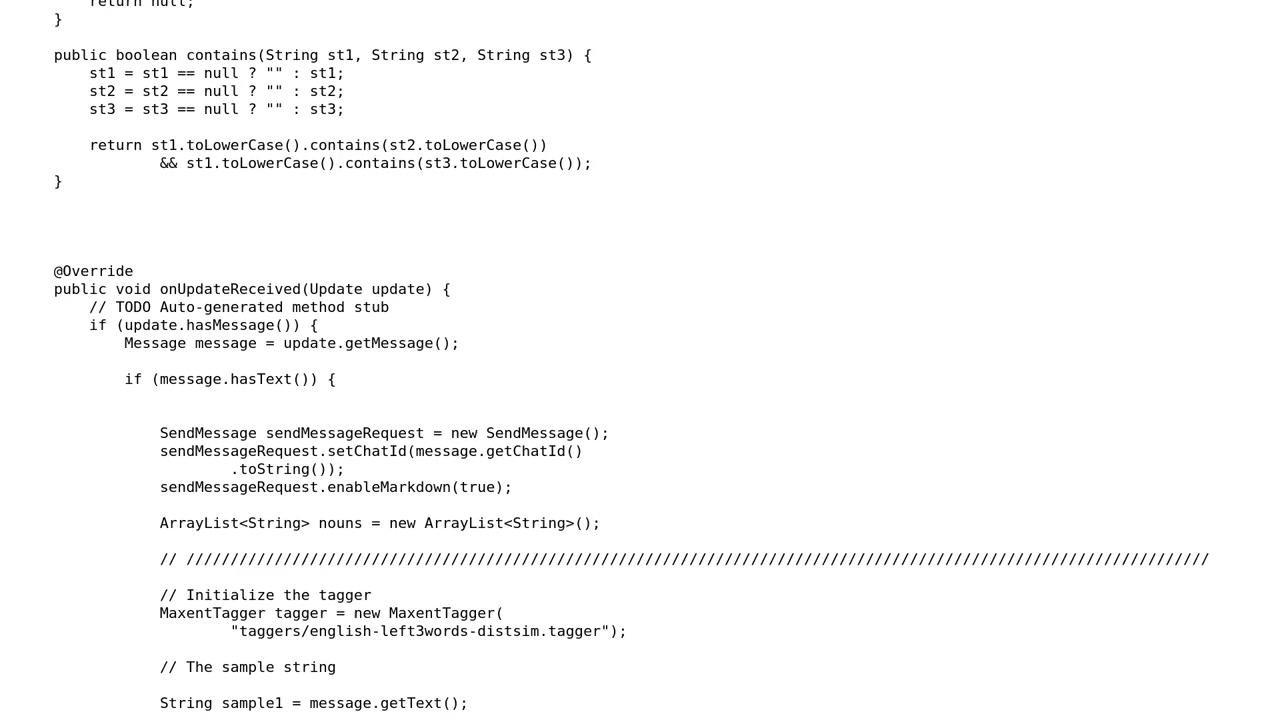 return null;
}
public boolean contains(String st1, String st2, String st3) {
st1 = st1 == null ? "" : st1;
st2 = st2 == null ? "" : st2;
st3 = st3 == null ? "" : st3;
return st1.toLowerCase().contains(st2.toLowerCase())
&& st1.toLowerCase().contains(st3.toLowerCase());
}
@Override
public void onUpdateReceived(Update update) {
// TODO Auto-generated method stub
if (update.hasMessage()) {
Message message = update.getMessage();
if (message.hasText()) {
SendMessage sendMessageRequest = new SendMessage();
sendMessageRequest.setChatId(message.getChatId()
.toString());
sendMessageRequest.enableMarkdown(true);
ArrayList<String> nouns = new ArrayList<String>();
// ////////////////////////////////////////////////////////////////////////////////////////////////////////////////////
// Initialize the tagger
MaxentTagger tagger = new MaxentTagger(
"taggers/english-left3words-distsim.tagger");
// The sample string
String sample1 = message.getText();